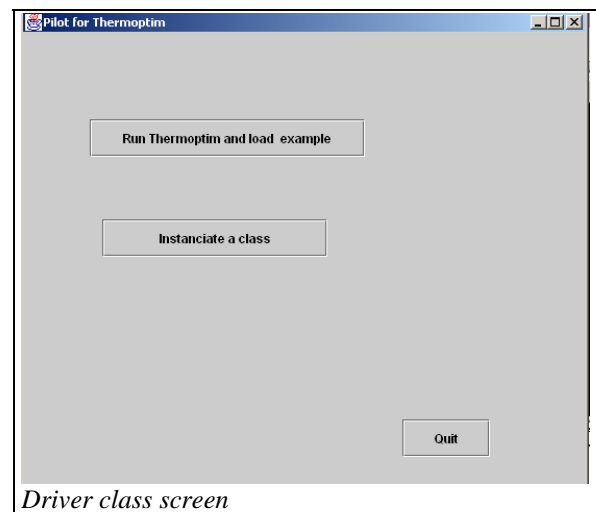 Pilot for Thermoptim
Run Thermoptim and load example
Instanciate a class
Quit
Driver class screen